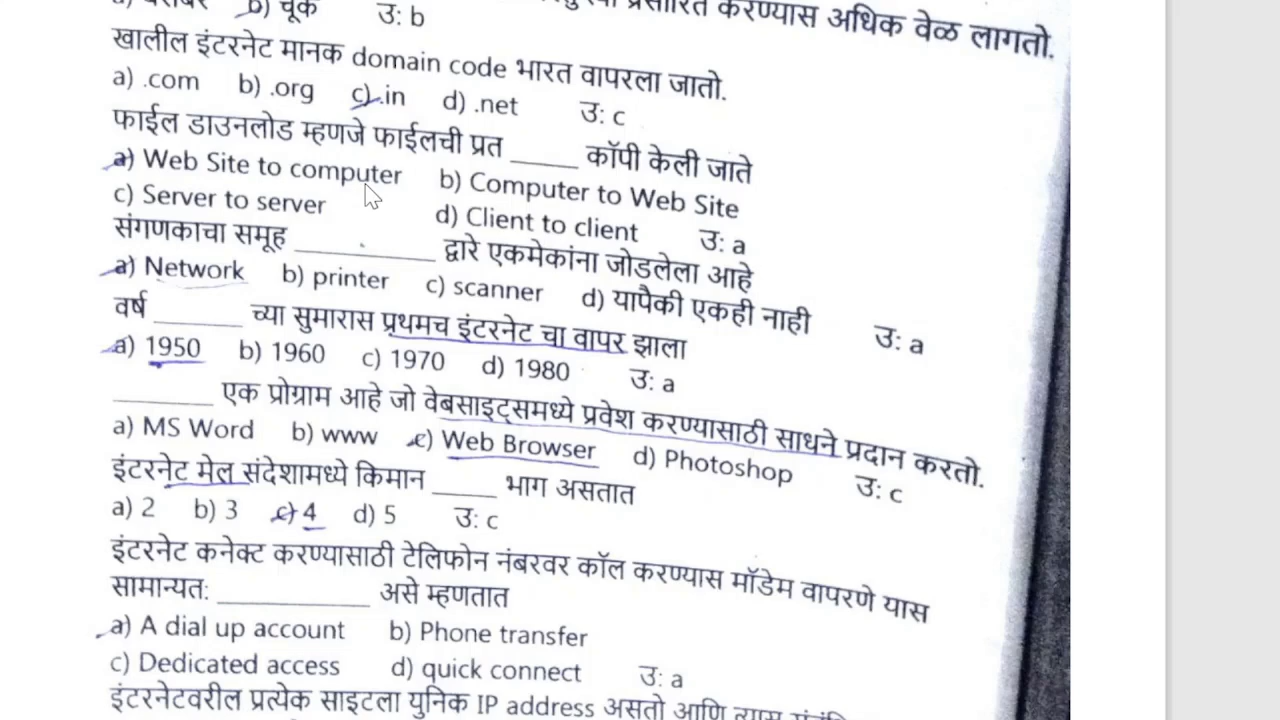 b) चूक उ: b
प्रसारित करण्यास अधिक वेळ लागतो.
खालील इंटरनेट मानक domain code भारत वापरला जातो.
a) .com b) .org c) .in d) .net उ: c
फाईल डाउनलोड म्हणजे फाईलची प्रत _____ कॉपी केली जाते
a) Web Site to computer b) Computer to Web Site
c) Server to server d) Client to client उ: a
संगणकाचा समूह __________ द्वारे एकमेकांना जोडलेला आहे
a) Network b) printer c) scanner d) यापैकी एकही नाही उ: a
वर्ष ______ च्या सुमारास प्रथमच इंटरनेट चा वापर झाला
a) 1950 b) 1960 c) 1970 d) 1980 उ: a
_______ एक प्रोग्राम आहे जो वेबसाइट्समध्ये प्रवेश करण्यासाठी साधने प्रदान करतो.
a) MS Word b) www c) Web Browser d) Photoshop उ: c
इंटरनेट मेल संदेशामध्ये किमान _____ भाग असतात
a) 2 b) 3 c) 4 d) 5 उ: c
इंटरनेट कनेक्ट करण्यासाठी टेलिफोन नंबरवर कॉल करण्यास मॉडेम वापरणे यास
सामान्यत: ___________ असे म्हणतात
a) A dial up account b) Phone transfer
c) Dedicated access d) quick connect उ: a
इंटरनेटवरील प्रत्येक साइटला युनिक IP address असतो आणि